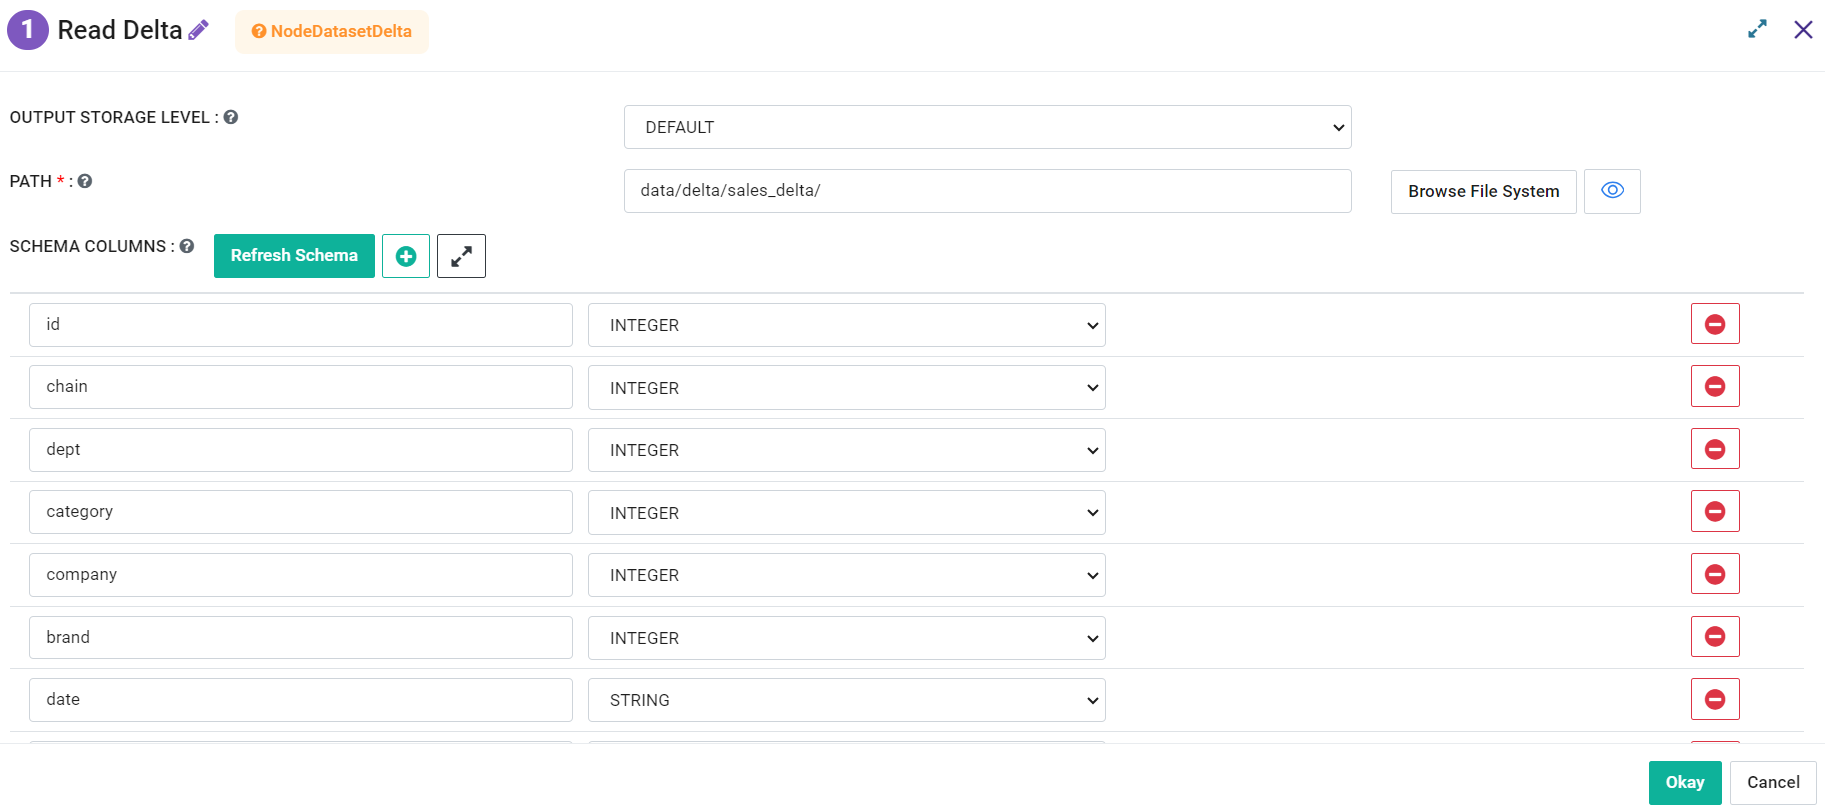 1 Read Delta NodeDatasetDelta
OUTPUT STORAGE LEVEL : DEFAULT
PATH * : data/delta/sales_delta/ Browse File System
SCHEMA COLUMNS : Refresh Schema
id INTEGER
chain INTEGER
dept INTEGER
category INTEGER
company INTEGER
brand INTEGER
date STRING
Okay Cancel